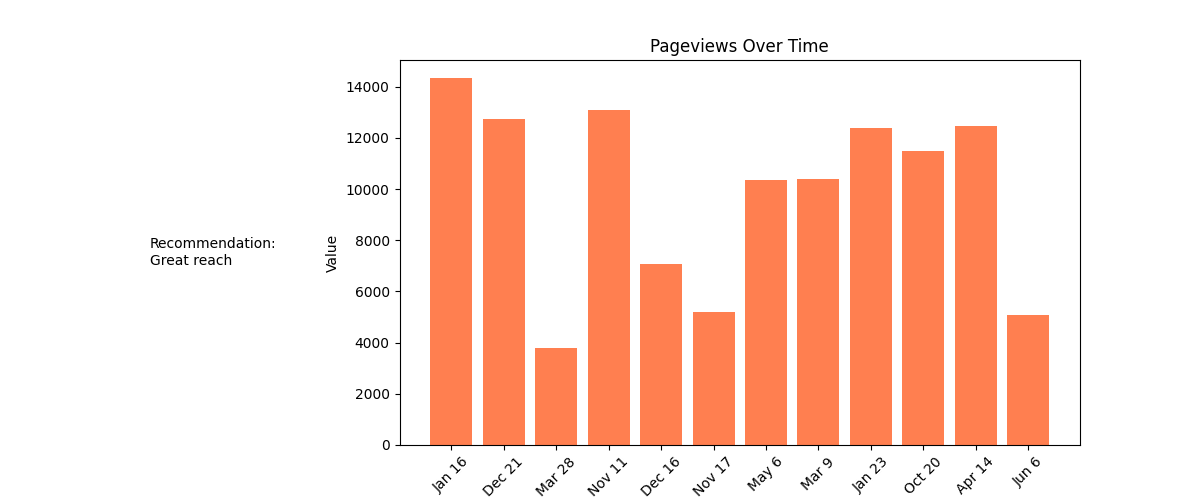 Pageviews Over Time
14000
12000
10000
8000
6000
4000
2000
0
Value
Recommendation:
Great reach
Jan 16
Dec 21
Mar 28
Nov 11
Dec 16
Nov 17
May 6
Mar 9
Jan 23
Oct 20
Apr 14
Jun 6